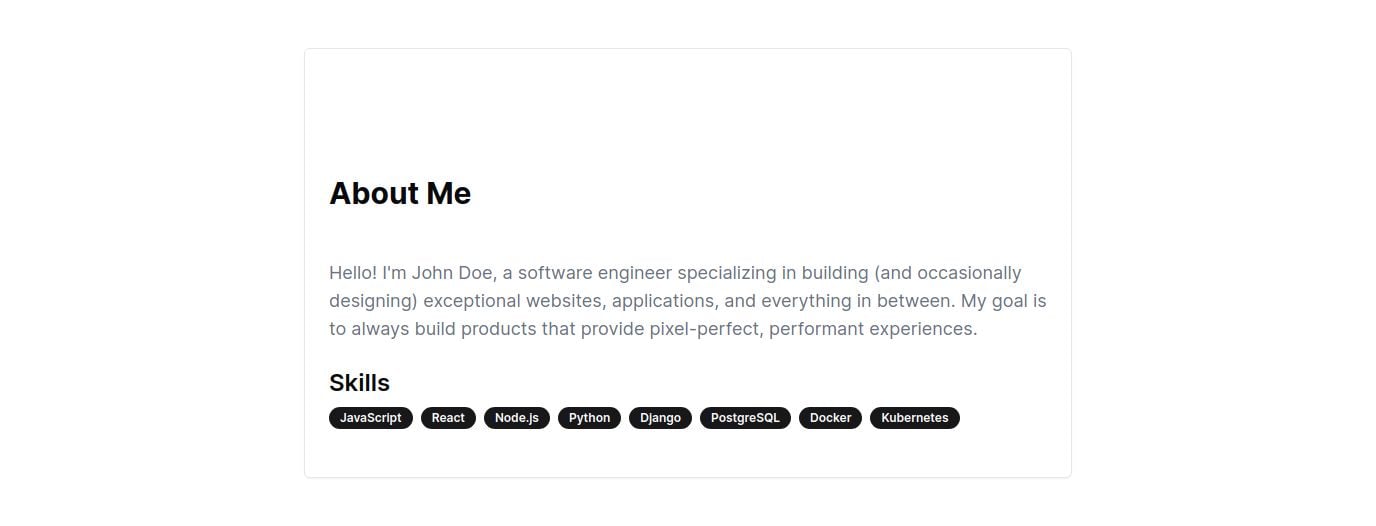 About Me
Hello! I'm John Doe, a software engineer specializing in building (and occasionally
designing) exceptional websites, applications, and everything in between. My goal is
to always build products that provide pixel-perfect, performant experiences.
Skills
JavaScript React Node.js Python Django PostgreSQL Docker Kubernetes